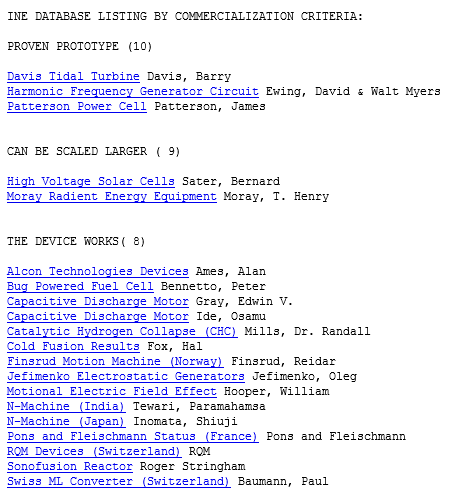 INE DATABASE LISTING BY COMMERCIALIZATION CRITERIA:
PROVEN PROTOTYPE (10)
Davis Tidal Turbine Davis, Barry
Harmonic Frequency Generator Circuit Ewing, David & Walt Myers
Patterson Power Cell Patterson, James
CAN BE SCALED LARGER ( 9)
High Voltage Solar Cells Sater, Bernard
Moray Radient Energy Equipment Moray, T. Henry
THE DEVICE WORKS( 8)
Alcon Technologies Devices Ames, Alan
Bug Powered Fuel Cell Bennetto, Peter
Capacitive Discharge Motor Gray, Edwin V.
Capacitive Discharge Motor Ide, Osamu
Catalytic Hydrogen Collapse (CHC) Mills, Dr. Randall
Cold Fusion Results Fox, Hal
Finsrud Motion Machine (Norway) Finsrud, Reidar
Jefimenko Electrostatic Generators Jefimenko, Oleg
Motional Electric Field Effect Hooper, William
N-Machine (India) Tewari, Paramahamsa
N-Machine (Japan) Inomata, Shiuji
Pons and Fleischmann Status (France) Pons and Fleischmann
RQM Devices (Switzerland) RQM
Sonofusion Reactor Roger Stringham
Swiss ML Converter (Switzerland) Baumann, Paul